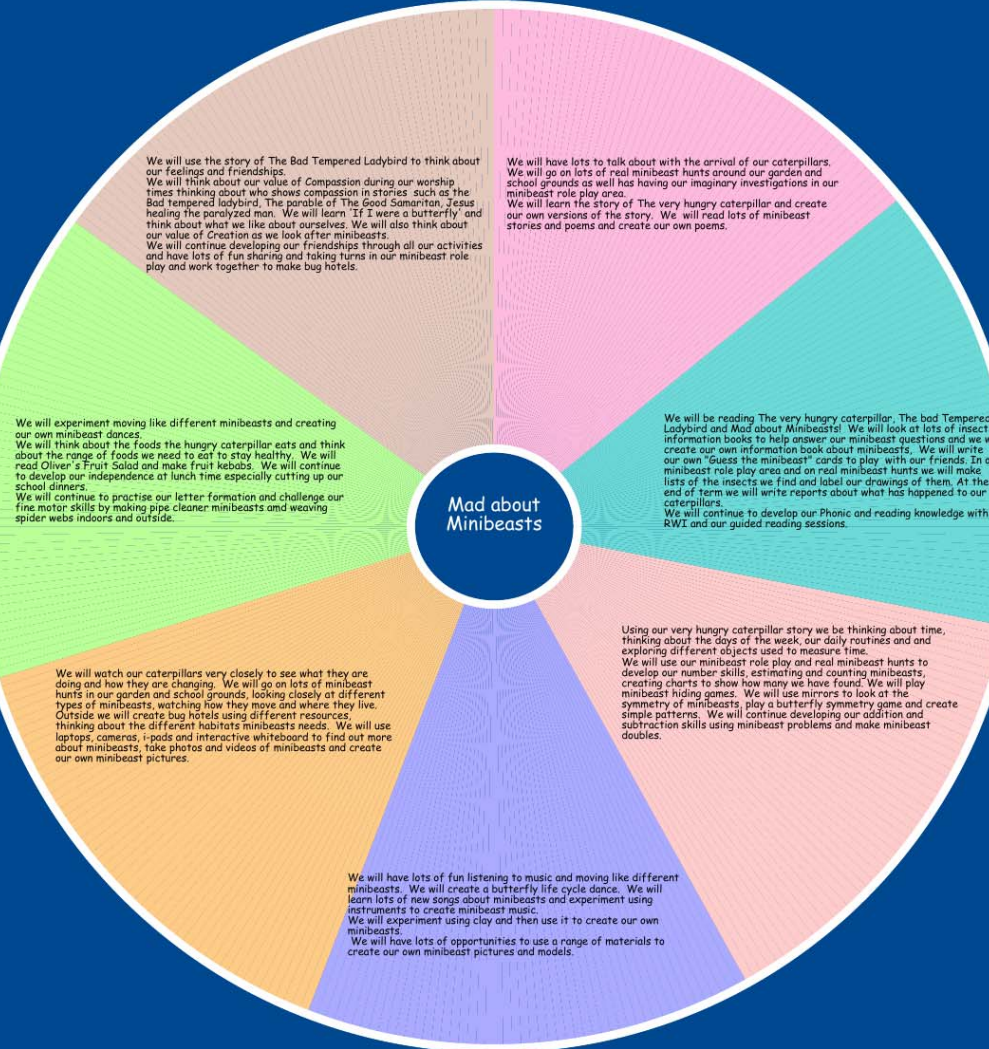 We will use the story of The Bad Tempered Ladybird to think about
our feelings and friendships.
We will think about our value of Compassion during our worship
times thinking about who shows compassion in stories such as the
Bad tempered ladybird, The parable of The Good Samaritan, Jesus
healing the paralyzed man. We will learn 'If I were a butterfly' and
think about what we like about ourselves. We will also think about
our value of Creation as we look after minibeasts.
We will continue developing our friendships through all our activities
and have lots of fun sharing and taking turns in our minibeast role
play and work together to make bug hotels.
We will have lots to talk about with the arrival of our caterpillars.
We will go on lots of real minibeast hunts around our garden and
school grounds as well has having our imaginary investigations in our
minibeast role play area.
We will learn the story of The very hungry caterpillar and create
our own versions of the story. We will read lots of minibeast
stories and poems and create our own poems.
We will experiment moving like different minibeasts and creating
our own minibeast dances.
We will think about the foods the hungry caterpillar eats and think
about the range of foods we need to eat to stay healthy. We will
read Oliver's Fruit Salad and make fruit kebabs. We will continue
to develop our independence at lunch time especially cutting up our
school dinners.
We will continue to practise our letter formation and challenge our
fine motor skills by making pipe cleaner minibeasts amd weaving
spider webs indoors and outside.
Mad about
Minibeasts
We will be reading The very hungry caterpillar, The bad Tempered
Ladybird and Mad about Minibeasts! We will look at lots of insect
information books to help answer our minibeast questions and we
create our own information book about minibeasts, We will write
our own "Guess the minibeast" cards to play with our friends. In
minibeast role play area and on real minibeast hunts we will make
lists of the insects we find and label our drawings of them. At the
end of term we will write reports about what has happened to our
caterpillars.
We will continue to develop our Phonic and reading knowledge with
RWI and our guided reading sessions.
Using our very hungry caterpillar story we be thinking about time,
thinking about the days of the week, our daily routines and and
exploring different objects used to measure time.
We will use our minibeast role play and real minibeast hunts to
develop our number skills, estimating and counting minibeasts,
creating charts to show how many we have found. We will play
minibeast hiding games. We will use mirrors to look at the
symmetry of minibeasts, play a butterfly symmetry game and create
simple patterns. We will continue developing our addition and
subtraction skills using minibeast problems and make minibeast
doubles.
We will watch our caterpillars very closely to see what they are
doing and how they are changing. We will go on lots of minibeast
hunts in our garden and school grounds, looking closely at different
types of minibeasts, watching how they move and where they live.
Outside we will create bug hotels using different resources,
thinking about the different habitats minibeasts needs. We will use
laptops, cameras, i-pads and interactive whiteboard to find out more
about minibeasts, take photos and videos of minibeasts and create
our own minibeast pictures.
We will have lots of fun listening to music and moving like different
minibeasts. We will create a butterfly life cycle dance. We will
learn lots of new songs about minibeasts and experiment using
instruments to create minibeast music.
We will experiment using clay and then use it to create our own
minibeasts.
We will have lots of opportunities to use a range of materials to
create our own minibeast pictures and models.